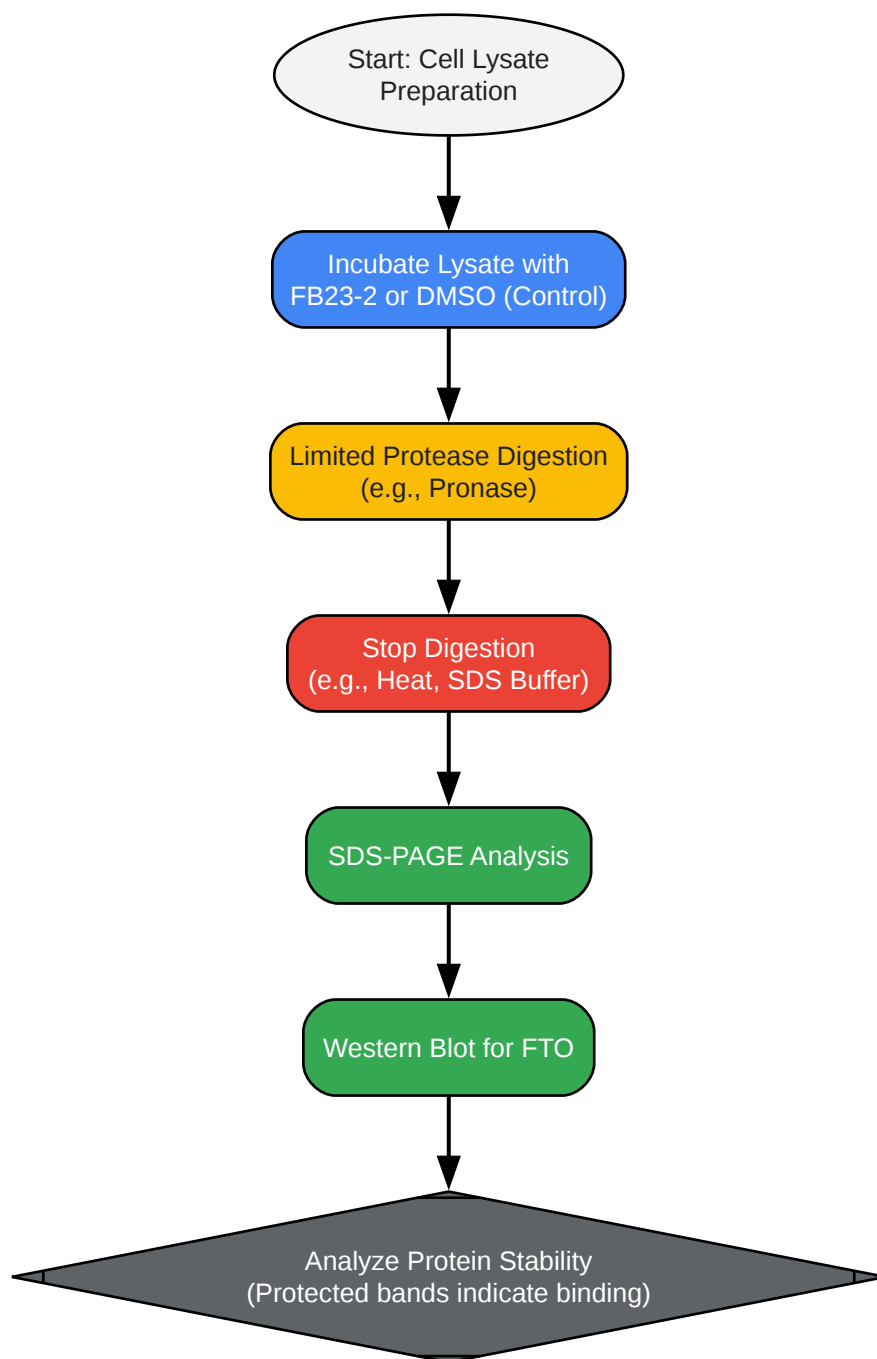 Start: Cell Lysate
Preparation
Incubate Lysate with
FB23-2 or DMSO (Control)
Limited Protease Digestion
(e.g., Pronase)
Stop Digestion
(e.g., Heat, SDS Buffer)
SDS-PAGE Analysis
Western Blot for FTO
Analyze Protein Stability
(Protected bands indicate binding)